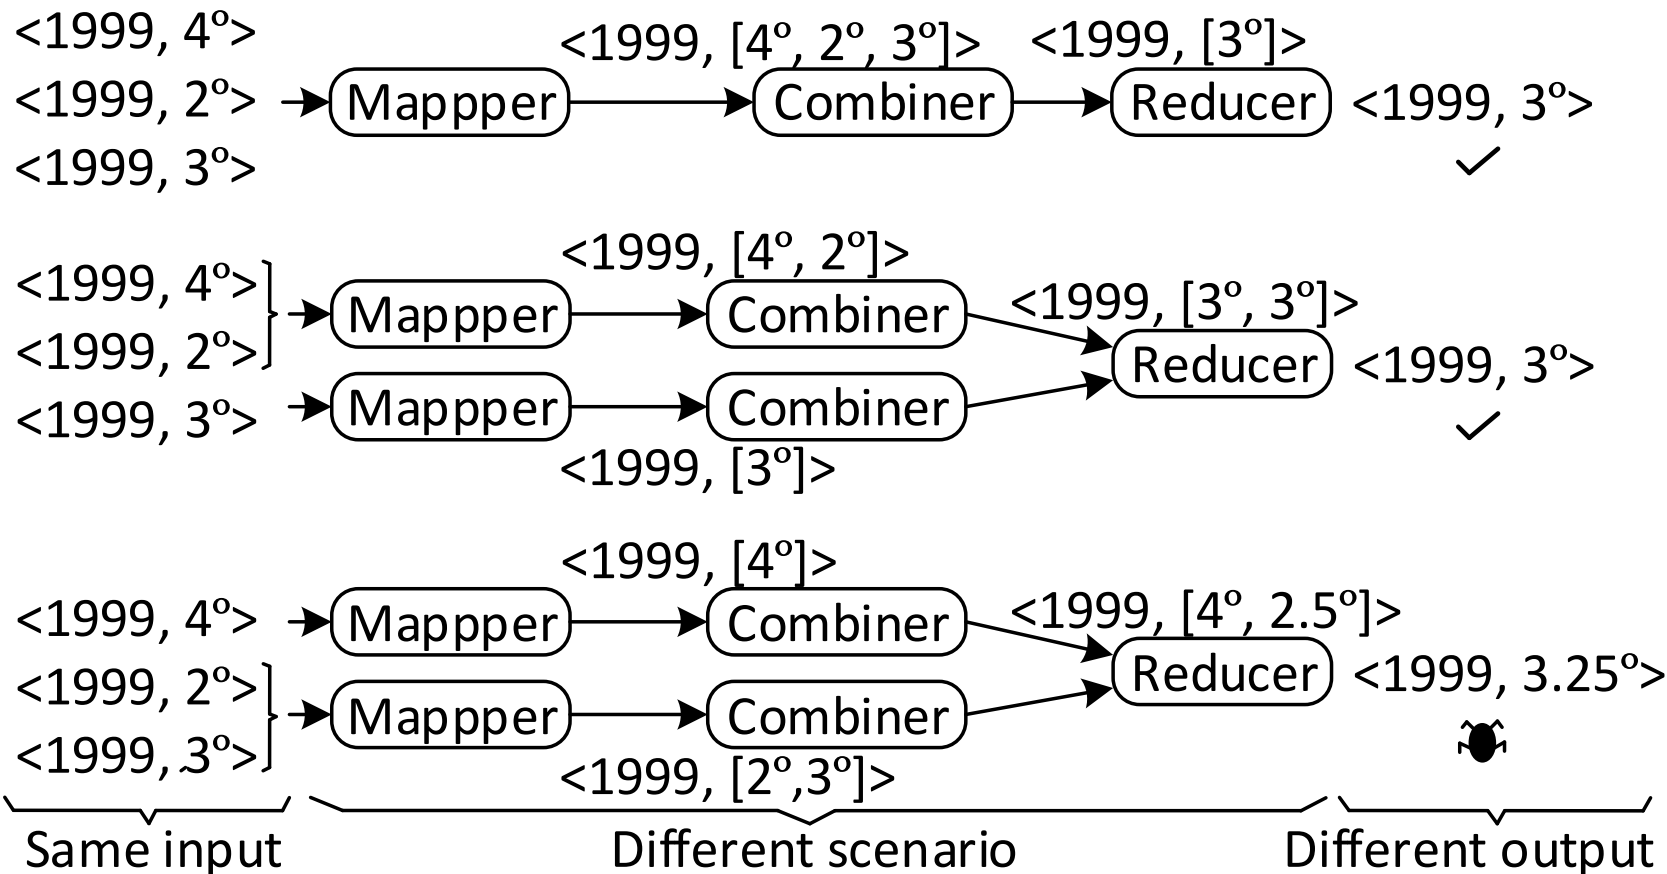 <1999, 4º>
<1999, 2º>
<1999, 3º>
Mappper
<1999, [4º, 2º, 3º]>
Combiner
<1999, [3º]>
Reducer
<1999, 3º>
<1999, 4º>
<1999, 2º>
<1999, 3º>
Mappper
Mappper
<1999, [4º, 2º]>
Combiner
Combiner
<1999, [3º]>
<1999, [3º, 3º]>
Reducer
<1999, 3º>
<1999, 4º>
<1999, 2º>
<1999, 3º>
Mappper
Mappper
<1999, [4º]>
Combiner
Combiner
<1999, [2º,3º]>
<1999, [4º, 2.5º]>
Reducer
<1999, 3.25º>
Same input
Different scenario
Different output